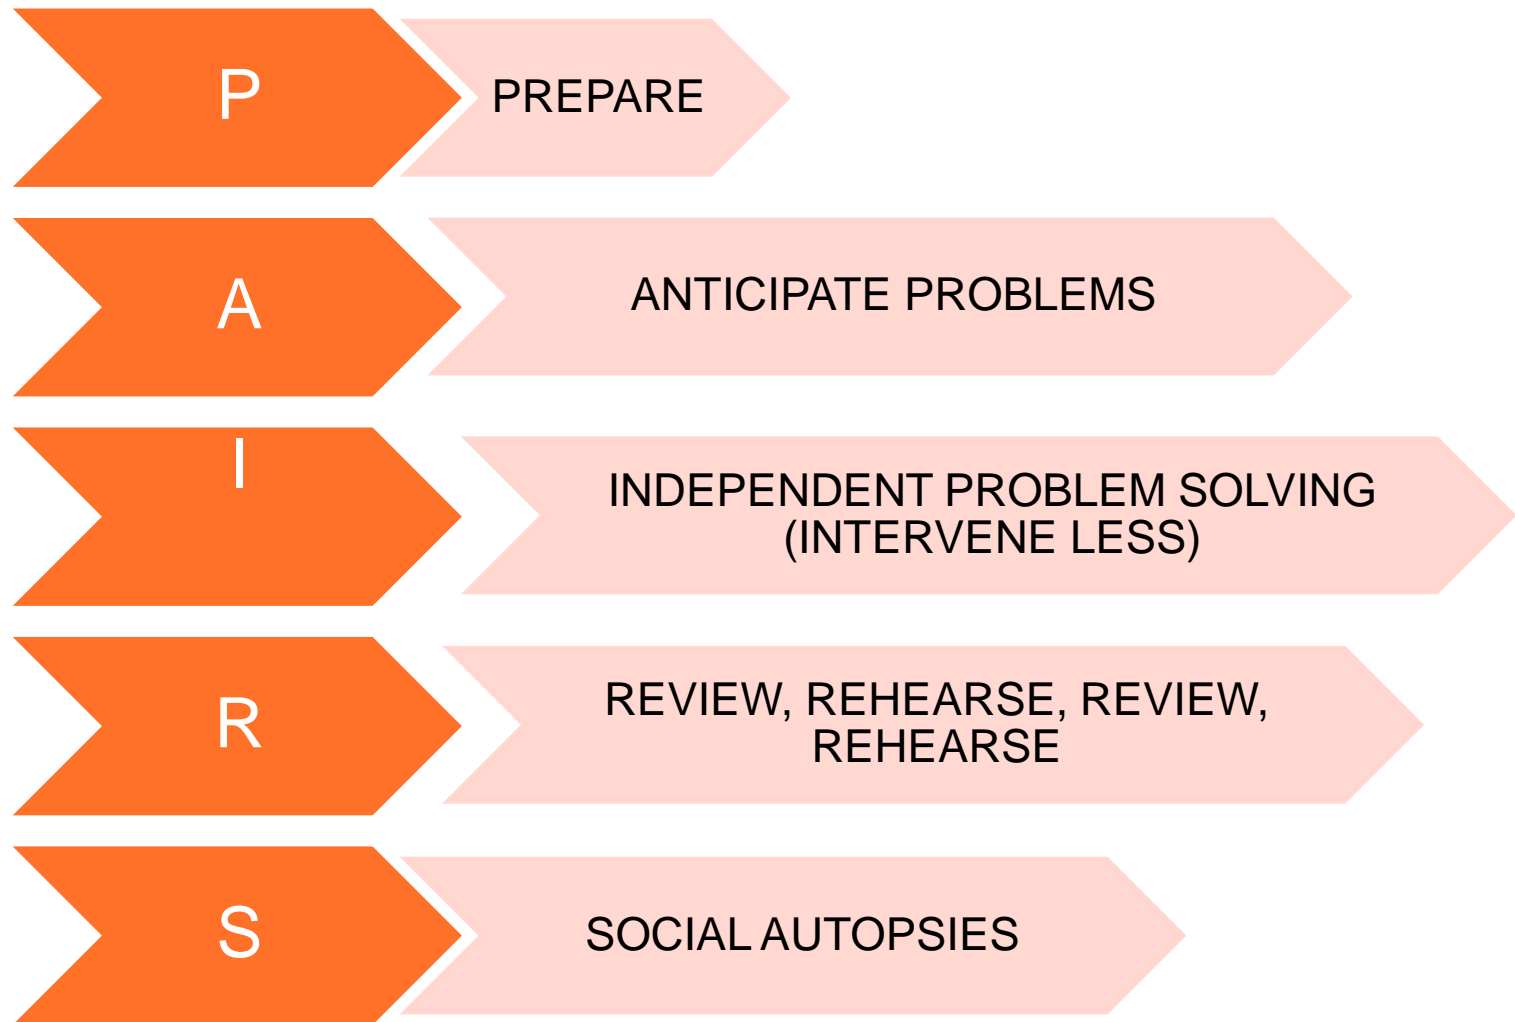 P
PREPARE
A
ANTICIPATE PROBLEMS
I
INDEPENDENT PROBLEM SOLVING
(INTERVENE LESS)
R
REVIEW, REHEARSE, REVIEW,
REHEARSE
S
SOCIAL AUTOPSIES